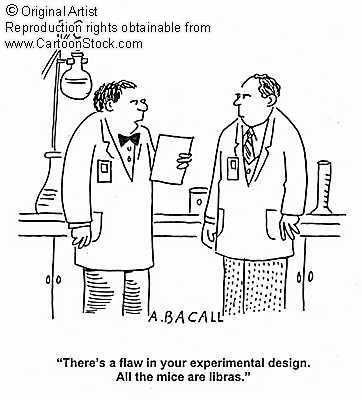 © Original Artist
Reproduction rights obtainable from
www.CartoonStock.com
A.BACALL
“There’s a flaw in your experimental design.
All the mice are libras.”